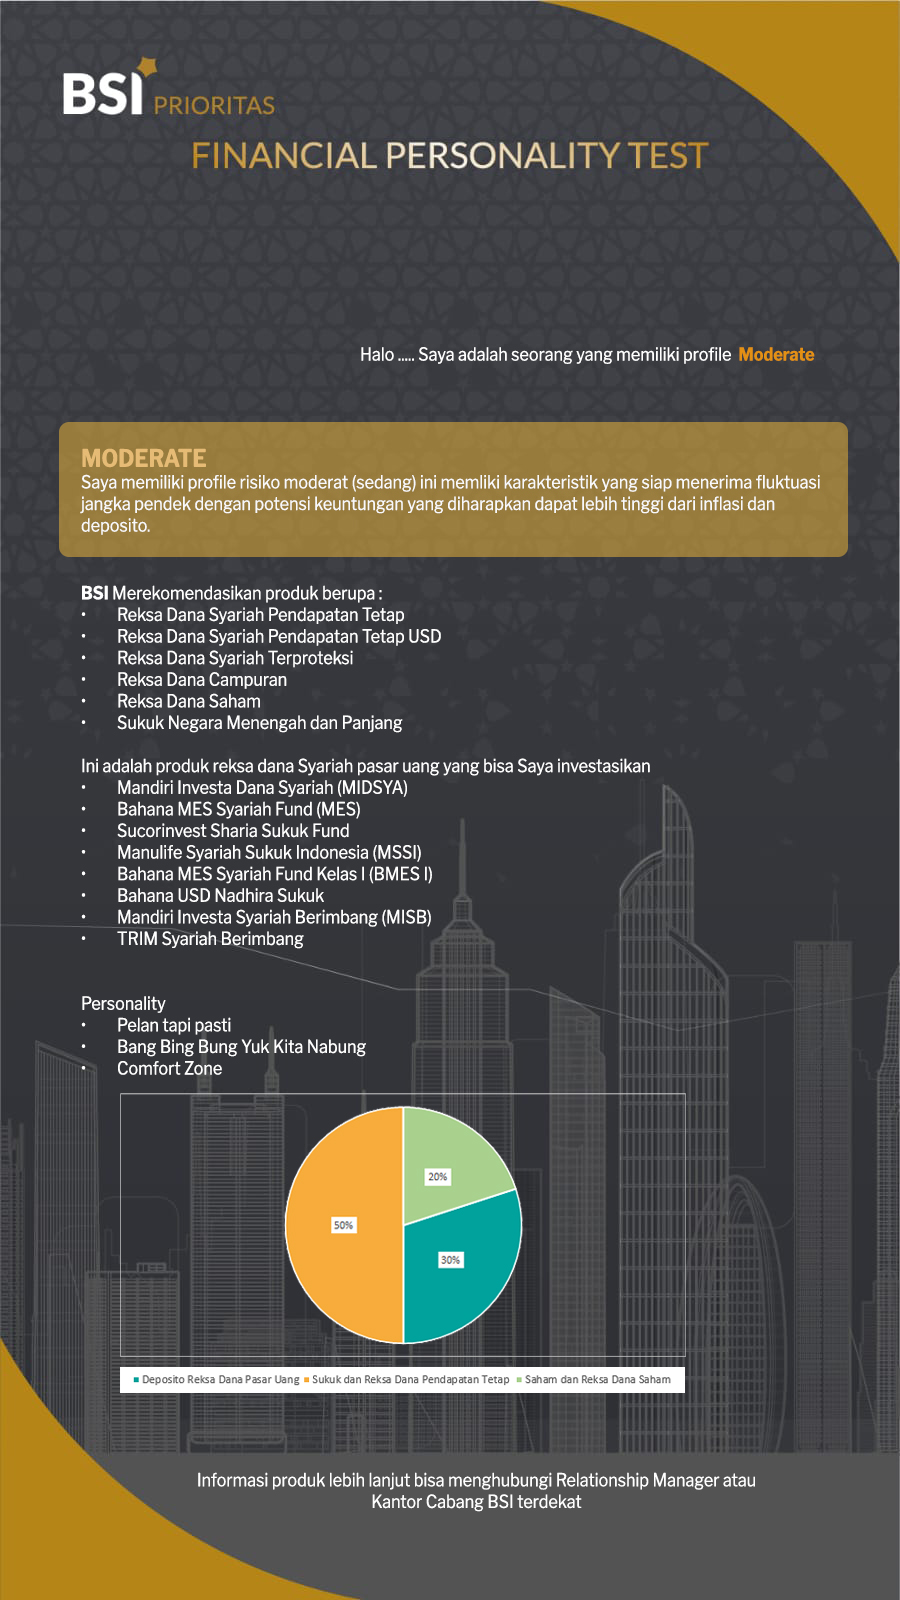 BSI PRIORITAS
FINANCIAL PERSONALITY TEST
Halo ..... Saya adalah seorang yang memiliki profile Moderate
MODERATE
Saya memiliki profile risiko moderat (sedang) ini memliki karakteristik yang siap menerima fluktuasi
jangka pendek dengan potensi keuntungan yang diharapkan dapat lebih tinggi dari inflasi dan
deposito.
BSI Merekomendasikan produk berupa :
• Reksa Dana Syariah Pendapatan Tetap
• Reksa Dana Syariah Pendapatan Tetap USD
• Reksa Dana Syariah Terproteksi
• Reksa Dana Campuran
• Reksa Dana Saham
• Sukuk Negara Menengah dan Panjang
Ini adalah produk reksa dana Syariah pasar uang yang bisa Saya investasikan
• Mandiri Investa Dana Syariah (MIDSYA)
• Bahana MES Syariah Fund (MES)
• Sucorinvest Sharia Sukuk Fund
• Manulife Syariah Sukuk Indonesia (MSSI)
• Bahana MES Syariah Fund Kelas I (BMES I)
• Bahana USD Nadhira Sukuk
• Mandiri Investa Syariah Berimbang (MISB)
• TRIM Syariah Berimbang
Personality
• Pelan tapi pasti
• Bang Bing Bung Yuk Kita Nabung
• Comfort Zone
20%
50%
30%
Deposito Reksa Dana Pasar Uang Sukuk dan Reksa Dana Pendapatan Tetap Saham dan Reksa Dana Saham
Informasi produk lebih lanjut bisa menghubungi Relationship Manager atau
Kantor Cabang BSI terdekat